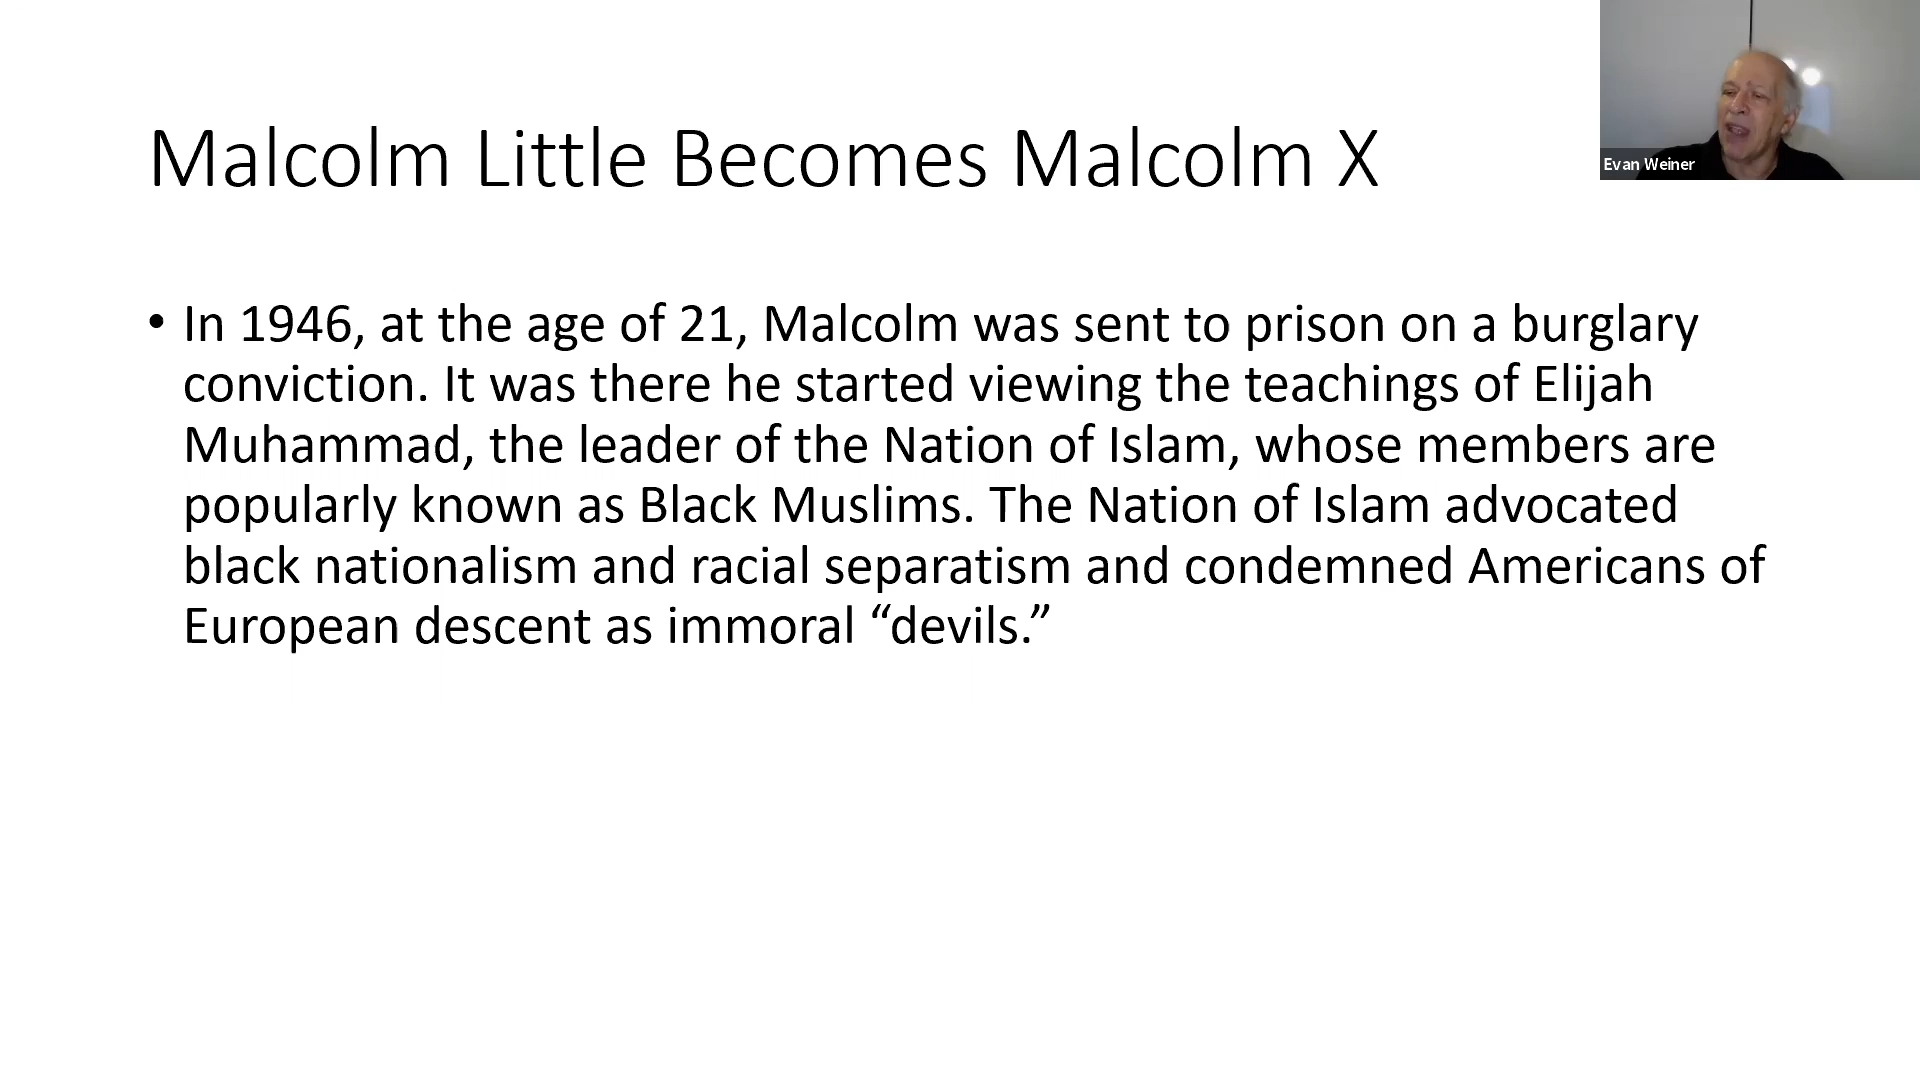 Malcolm Little Becomes Malcolm X
Evan Weiner
• In 1946, at the age of 21, Malcolm was sent to prison on a burglary
conviction. It was there he started viewing the teachings of Elijah
Muhammad, the leader of the Nation of Islam, whose members are
popularly known as Black Muslims. The Nation of Islam advocated
black nationalism and racial separatism and condemned Americans of
European descent as immoral “devils.”